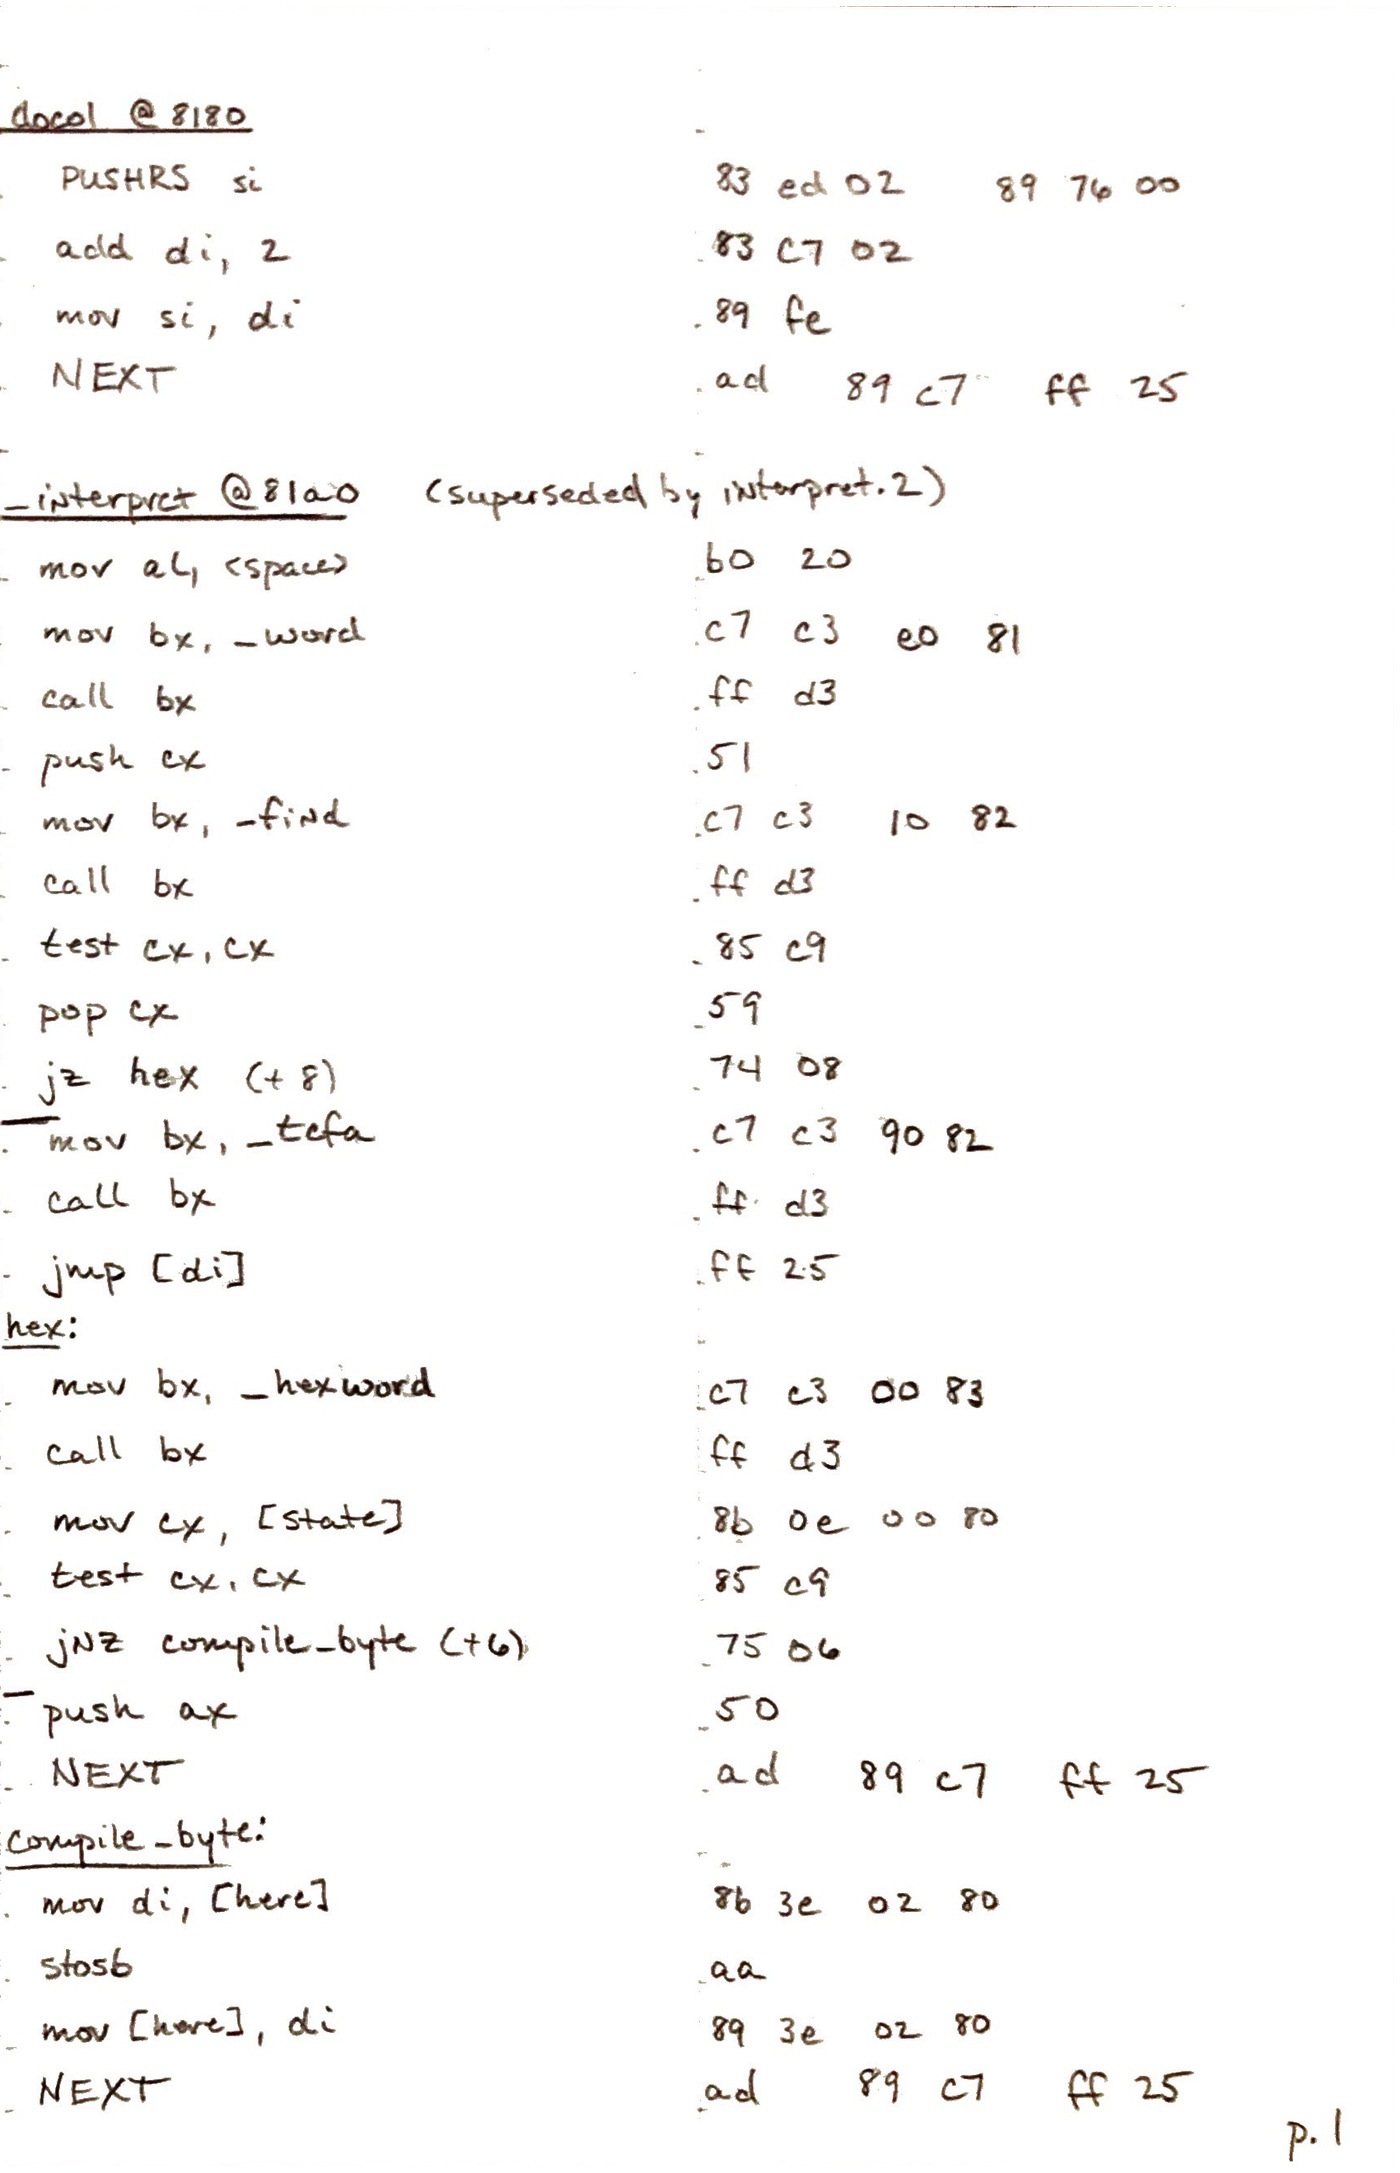 docol @ 8180
PUSHRS si 83 ed 02 89 76 00
add di, 2 83 c7 02
mov si, di 89 fe
NEXT ad 89 c7 ff 25
_interpret @ 81a0 (superseded by interpret.2)
mov al, <space> b0 20
mov bx, _word c7 c3 e0 81
call bx ff d3
push cx 51
mov bx, _find c7 c3 10 82
call bx ff d3
test cx, cx 85 c9
pop cx 59
jz hex (+8) 74 08
mov bx, _tcfa c7 c3 90 82
call bx ff d3
jmp [di] ff 25
hex:
mov bx, _hexword c7 c3 00 83
call bx ff d3
mov cx, [state] 8b 0e 00 80
test cx, cx 85 c9
jnz compile_byte (+6) 75 06
push ax 50
NEXT ad 89 c7 ff 25
compile_byte:
mov di, [here] 8b 3e 02 80
stosb aa
mov [here], di 89 3e 02 80
NEXT ad 89 c7 ff 25
p. 1